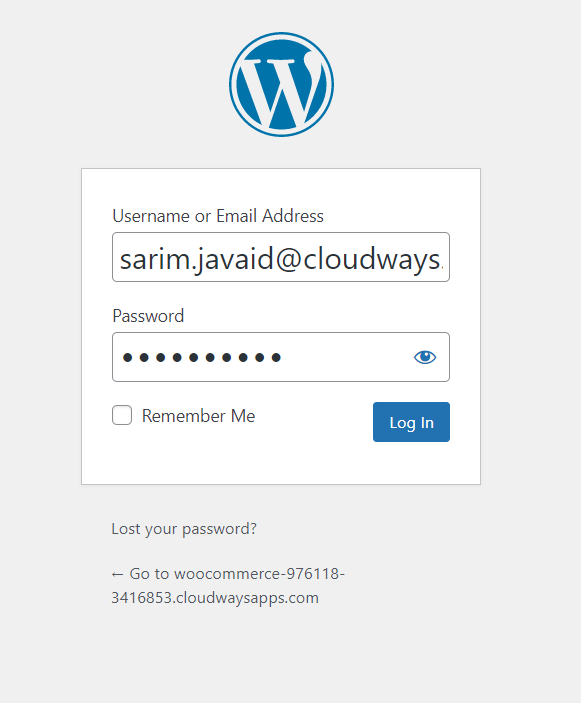 Username or Email Address
sarim.javaid@cloudways.
Password
••••••••••
Remember Me
Log In
Lost your password?
← Go to woocommerce-976118-
3416853.cloudwaysapps.com